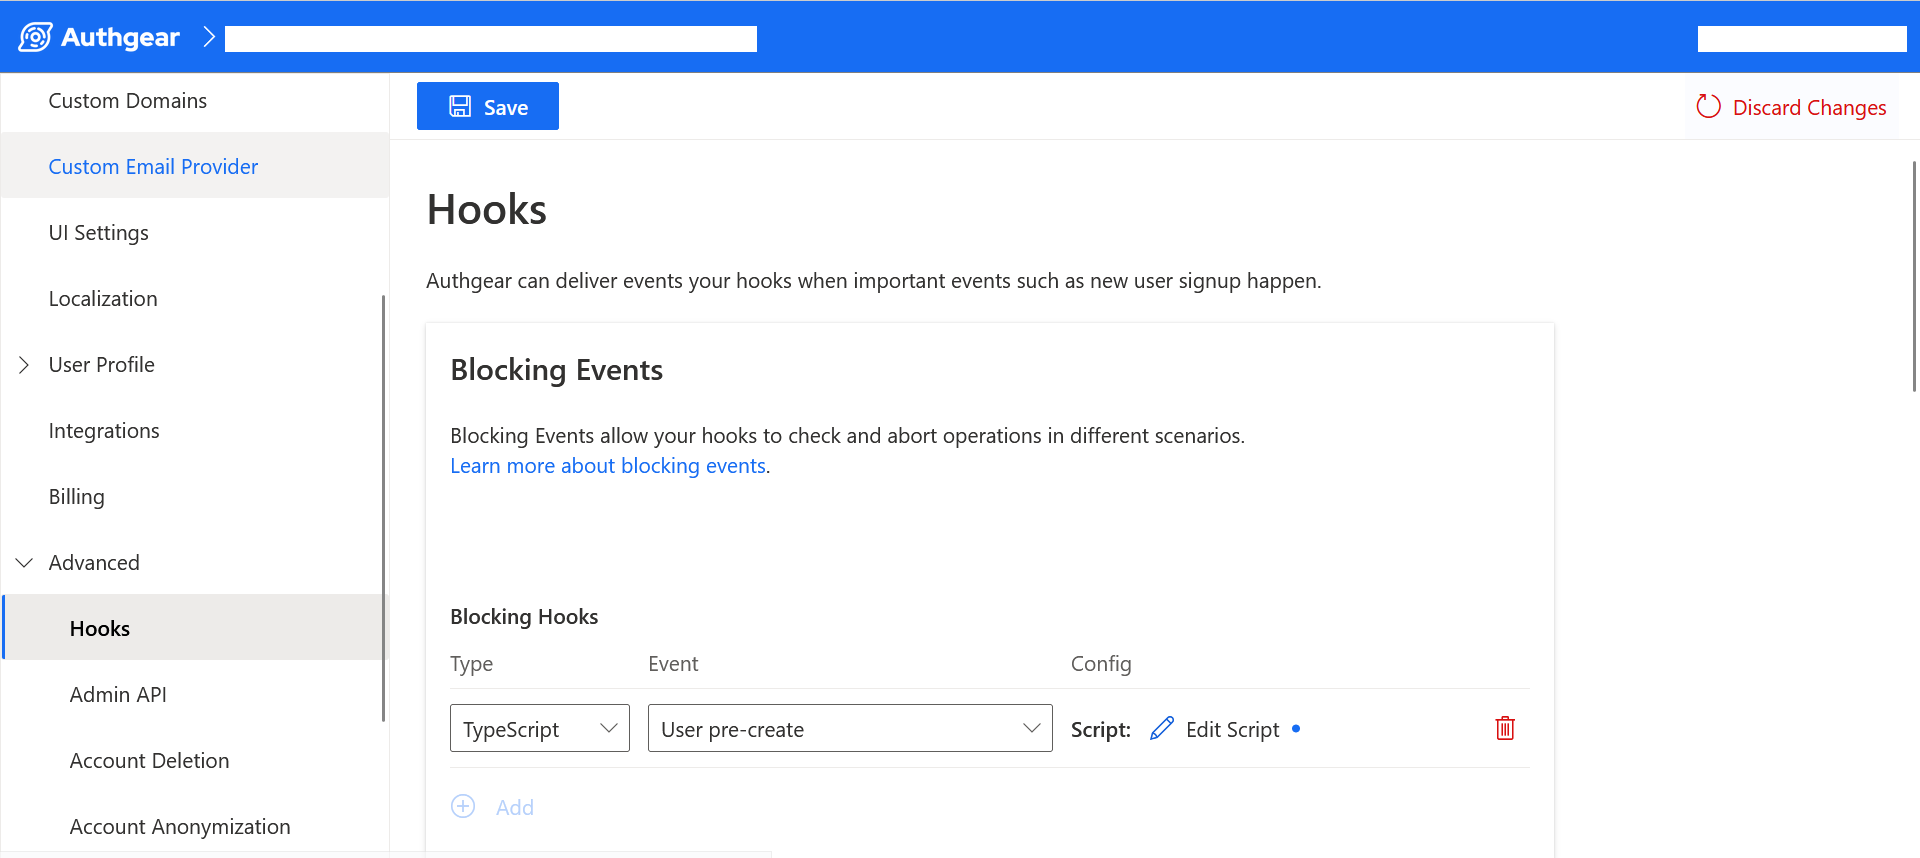 Authgear
Custom Domains
Custom Email Provider
UI Settings
Localization
User Profile
Integrations
Billing
Advanced
Hooks
Admin API
Account Deletion
Account Anonymization
Save
Discard Changes
Hooks
Authgear can deliver events your hooks when important events such as new user signup happen.
Blocking Events
Blocking Events allow your hooks to check and abort operations in different scenarios.
Learn more about blocking events.
Blocking Hooks
Type Event Config
TypeScript User pre-create Script: Edit Script
Add